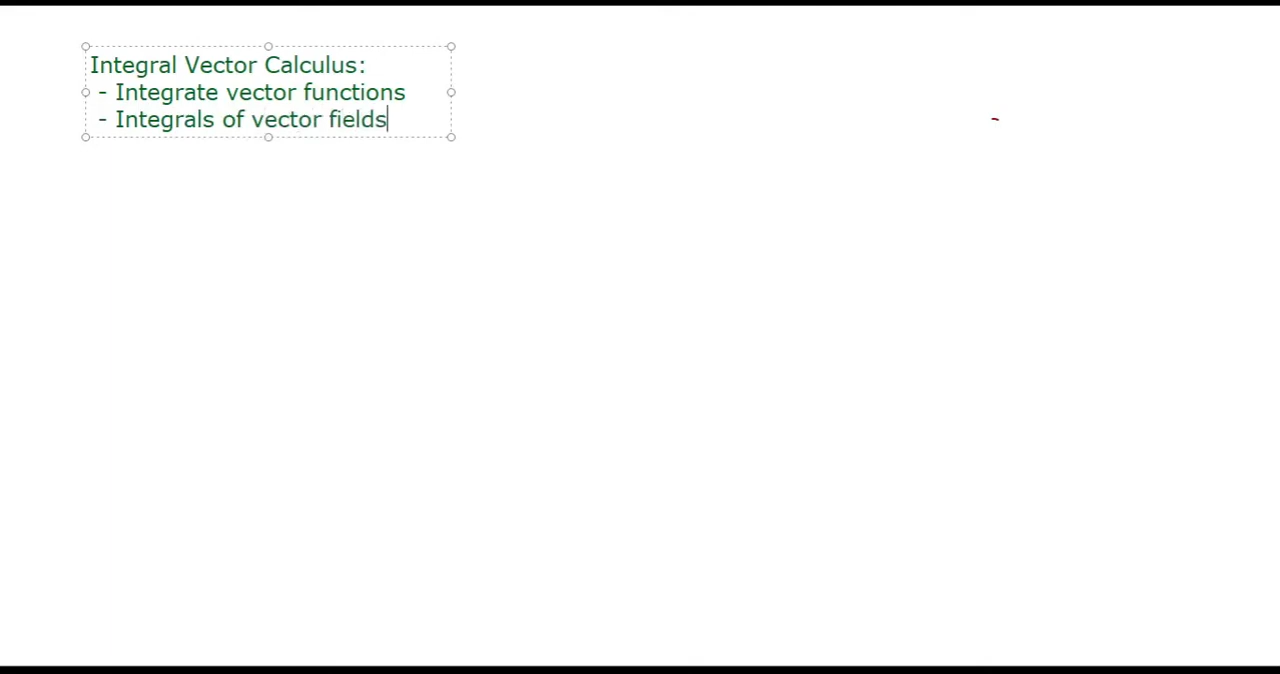 Integral Vector Calculus:
- Integrate vector functions
- Integrals of vector fields